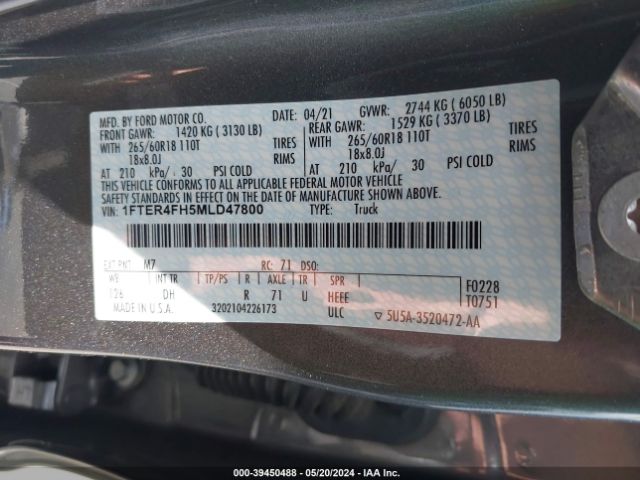 MFD. BY FORD MOTOR CO.
DATE: 04/21 GVWR: 2744 KG ( 6050 LB)
FRONT GAWR: 1420 KG ( 3130 LB) REAR GAWR: 1529 KG ( 3370 LB)
WITH 265/60R18 110T TIRES WITH 265/60R18 110T TIRES
18x8.0J RIMS 18x8.0J RIMS
AT 210 kPa/ 30 PSI COLD AT 210 kPa/ 30 PSI COLD
THIS VEHICLE CONFORMS TO ALL APPLICABLE FEDERAL MOTOR VEHICLE
SAFETY STANDARDS IN EFFECT ON THE DATE OF MANUFACTURE SHOWN ABOVE.
VIN: 1FTER4FH5MLD47800 TYPE: Truck
EXT PNT: M7 RC: 71 DSO:
WB INT TR TP/PS R AXLE TR SPR
126 DH R 71 U HEEE
F0228
T0751
MADE IN U.S.A. 3202104226173 ULC ▽ 5U5A-3520472-AA
000-39450488 - 05/20/2024 - IAA Inc.